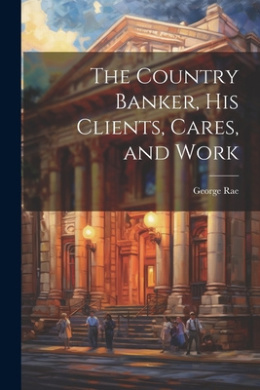 The Country
Banker, His
Clients, Cares,
and Work
George Rae